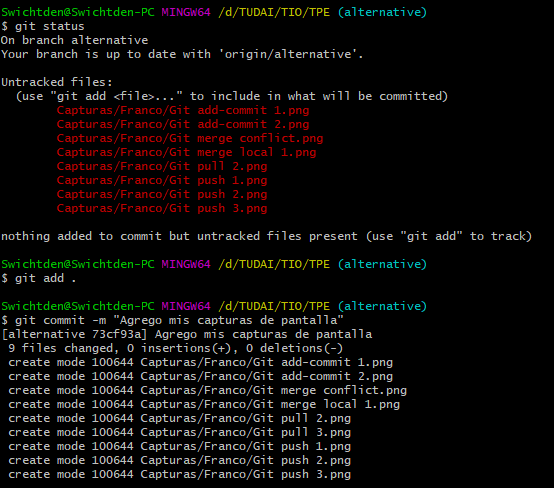 Swichtden@Swichtden-PC MINGW64 /d/TUDAI/TIO/TPE (alternative)
$ git status
On branch alternative
Your branch is up to date with 'origin/alternative'.

Untracked files:
  (use "git add <file>..." to include in what will be committed)
        Capturas/Franco/Git add-commit 1.png
        Capturas/Franco/Git add-commit 2.png
        Capturas/Franco/Git merge conflict.png
        Capturas/Franco/Git merge local 1.png
        Capturas/Franco/Git pull 2.png
        Capturas/Franco/Git push 1.png
        Capturas/Franco/Git push 2.png
        Capturas/Franco/Git push 3.png

nothing added to commit but untracked files present (use "git add" to track)

Swichtden@Swichtden-PC MINGW64 /d/TUDAI/TIO/TPE (alternative)
$ git add .

Swichtden@Swichtden-PC MINGW64 /d/TUDAI/TIO/TPE (alternative)
$ git commit -m "Agrego mis capturas de pantalla"
[alternative 73cf93a] Agrego mis capturas de pantalla
 9 files changed, 0 insertions(+), 0 deletions(-)
 create mode 100644 Capturas/Franco/Git add-commit 1.png
 create mode 100644 Capturas/Franco/Git add-commit 2.png
 create mode 100644 Capturas/Franco/Git merge conflict.png
 create mode 100644 Capturas/Franco/Git merge local 1.png
 create mode 100644 Capturas/Franco/Git pull 2.png
 create mode 100644 Capturas/Franco/Git pull 3.png
 create mode 100644 Capturas/Franco/Git push 1.png
 create mode 100644 Capturas/Franco/Git push 2.png
 create mode 100644 Capturas/Franco/Git push 3.png